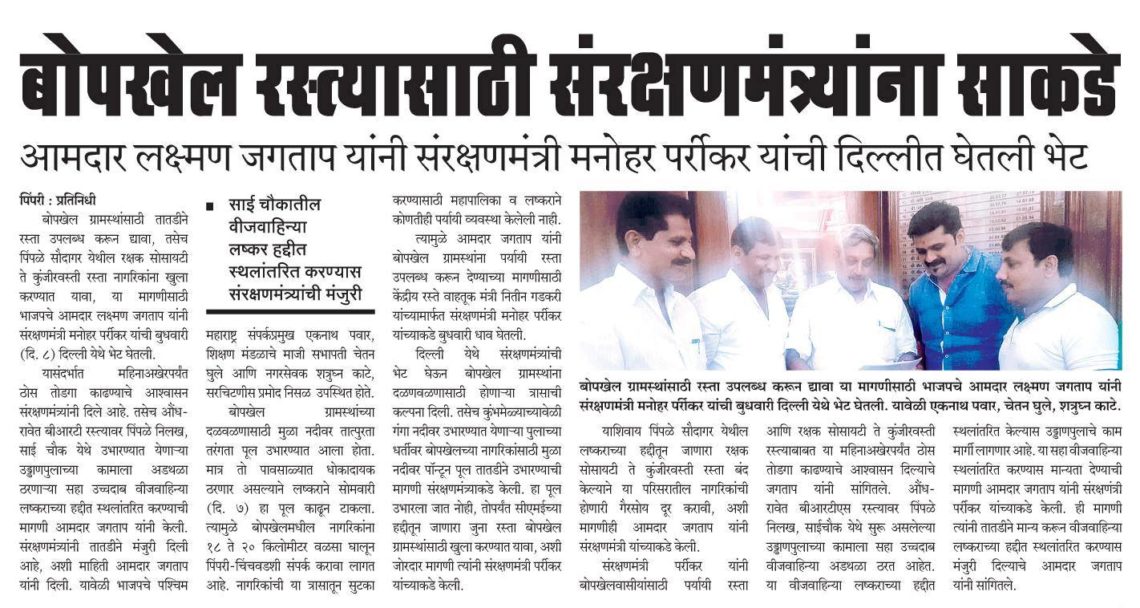 बोपखेल रस्त्यासाठी संरक्षणमंत्र्यांना साकडे
आमदार लक्ष्मण जगताप यांनी संरक्षणमंत्री मनोहर पर्रीकर यांची दिल्लीत घेतली भेट
पिंपरी : प्रतिनिधी
बोपखेल ग्रामस्थांसाठी तातडीने
रस्ता उपलब्ध करून द्यावा, तसेच
पिंपळे सौदागर येथील रक्षक सोसायटी
ते कुंजीरवस्ती रस्ता नागरिकांना खुला
करण्यात यावा, या मागणीसाठी
भाजपचे आमदार लक्ष्मण जगताप यांनी
संरक्षणमंत्री मनोहर पर्रीकर यांची बुधवारी
(दि. ८) दिल्ली येथे भेट घेतली.
यासंदर्भात महिनाअखेरपर्यंत
ठोस तोडगा काढण्याचे आश्वासन
संरक्षणमंत्र्यांनी दिले आहे. तसेच औंध-
रावेत बीआरटी रस्त्यावर पिंपळे निलख,
साई चौक येथे उभारण्यात येणाऱ्या
उड्डाणपुलाच्या कामाला अडथळा
ठरणाऱ्या सहा उच्चदाब वीजवाहिन्या
लष्कराच्या हद्दीत स्थलांतरित करण्याची
मागणी आमदार जगताप यांनी केली.
संरक्षणमंत्र्यांनी तातडीने मंजुरी दिली
आहे, अशी माहिती आमदार जगताप
यांनी दिली. यावेळी भाजपचे पश्चिम
▪ साई चौकातील
वीजवाहिन्या
लष्कर हद्दीत
स्थलांतरित करण्यास
संरक्षणमंत्र्यांची मंजुरी
महाराष्ट्र संपर्कप्रमुख एकनाथ पवार,
शिक्षण मंडळाचे माजी सभापती चेतन
घुले आणि नगरसेवक शत्रुघ्न काटे,
सरचिटणीस प्रमोद निसळ उपस्थित होते.
बोपखेल ग्रामस्थांच्या
दळवळणासाठी मुळा नदीवर तात्पुरता
तरंगता पूल उभारण्यात आला होता.
मात्र तो पावसाळ्यात धोकादायक
ठरणार असल्याने लष्कराने सोमवारी
(दि. ७) हा पूल काढून टाकला.
त्यामुळे बोपखेलमधील नागरिकांना
१८ ते २० किलोमीटर वळसा घालून
पिंपरी-चिंचवडशी संपर्क करावा लागत
आहे. नागरिकांची या त्रासातून सुटका
करण्यासाठी महापालिका व लष्कराने
कोणतीही पर्यायी व्यवस्था केलेली नाही.
त्यामुळे आमदार जगताप यांनी
बोपखेल ग्रामस्थांना पर्यायी रस्ता
उपलब्ध करून देण्याच्या मागणीसाठी
केंद्रीय रस्ते वाहतूक मंत्री नितीन गडकरी
यांच्यामार्फत संरक्षणमंत्री मनोहर पर्रीकर
यांच्याकडे बुधवारी धाव घेतली.
दिल्ली येथे संरक्षणमंत्र्यांची
भेट घेऊन बोपखेल ग्रामस्थांना
दळणवळणासाठी होणाऱ्या त्रासाची
कल्पना दिली. तसेच कुंभमेळ्याच्यावेळी
गंगा नदीवर उभारण्यात येणाऱ्या पुलाच्या
धर्तीवर बोपखेलच्या नागरिकांसाठी मुळा
नदीवर पॉन्टून पूल तातडीने उभारण्याची
मागणी संरक्षणमंत्र्याकडे केली. हा पूल
उभारला जात नाही, तोपर्यंत सीएमईच्या
हद्दीतून जाणारा जुना रस्ता बोपखेल
ग्रामस्थांसाठी खुला करण्यात यावा, अशी
जोरदार मागणी त्यांनी संरक्षणमंत्री पर्रीकर
यांच्याकडे केली.
बोपखेल ग्रामस्थांसाठी रस्ता उपलब्ध करून द्यावा या मागणीसाठी भाजपचे आमदार लक्ष्मण जगताप यांनी
संरक्षणमंत्री मनोहर पर्रीकर यांची बुधवारी दिल्ली येथे भेट घेतली. यावेळी एकनाथ पवार, चेतन घुले, शत्रुघ्न काटे.
याशिवाय पिंपळे सौदागर येथील
लष्कराच्या हद्दीतून जाणारा रक्षक
सोसायटी ते कुंजीरवस्ती रस्ता बंद
केल्याने या परिसरातील नागरिकांची
होणारी गैरसोय दूर करावी, अशी
मागणीही आमदार जगताप यांनी
संरक्षणमंत्री यांच्याकडे केली.
संरक्षणमंत्री पर्रीकर यांनी
बोपखेलवासीयांसाठी पर्यायी रस्ता
आणि रक्षक सोसायटी ते कुंजीरवस्ती
रस्त्याबाबत या महिनाअखेरपर्यंत ठोस
तोडगा काढण्याचे आश्वासन दिल्याचे
जगताप यांनी सांगितले. औंध-
रावेत बीआरटीएस रस्त्यावर पिंपळे
निलख, साईचौक येथे सुरू असलेल्या
उड्डाणपुलाच्या कामाला सहा उच्चदाब
वीजवाहिन्या अडथळा ठरत आहेत.
या वीजवाहिन्या लष्कराच्या हद्दीत
स्थलांतरित केल्यास उड्डाणपुलाचे काम
मार्गी लागणार आहे. या सहा वीजवाहिन्या
स्थलांतरित करण्यास मान्यता देण्याची
मागणी आमदार जगताप यांनी संरक्षणंत्री
पर्रीकर यांच्याकडे केली. ही मागणी
त्यांनी तातडीने मान्य करून वीजवाहिन्या
लष्कराच्या हद्दीत स्थलांतरित करण्यास
मंजुरी दिल्याचे आमदार जगताप
यांनी सांगितले.